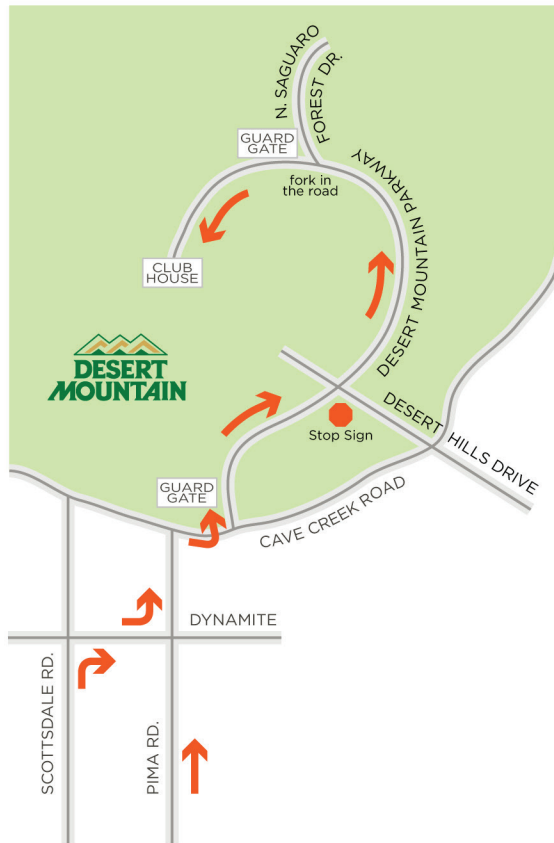 N. SAGUARO
FOREST DR.
GUARD
GATE
fork in
the road
DESERT MOUNTAIN PARKWAY
CLUB
HOUSE
DESERT
MOUNTAIN
Stop Sign
DESERT HILLS DRIVE
GUARD
GATE
CAVE CREEK ROAD
DYNAMITE
SCOTTSDALE RD.
PIMA RD.